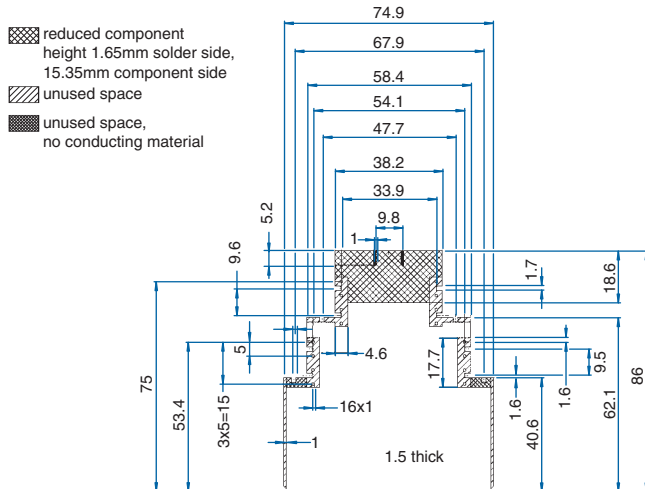 74.9
reduced component
height 1.65mm solder side,
15.35mm component side
67.9
58.4
unused space
54.1
unused space,
no conducting material
47.7
38.2
33.9
5.2
9.8
1
9.6
1.7
18.6
5
4.6
17.7
75
53.4
3x5=15
16x1
1
1.5 thick
1.6
40.6
1.6
9.5
62.1
86